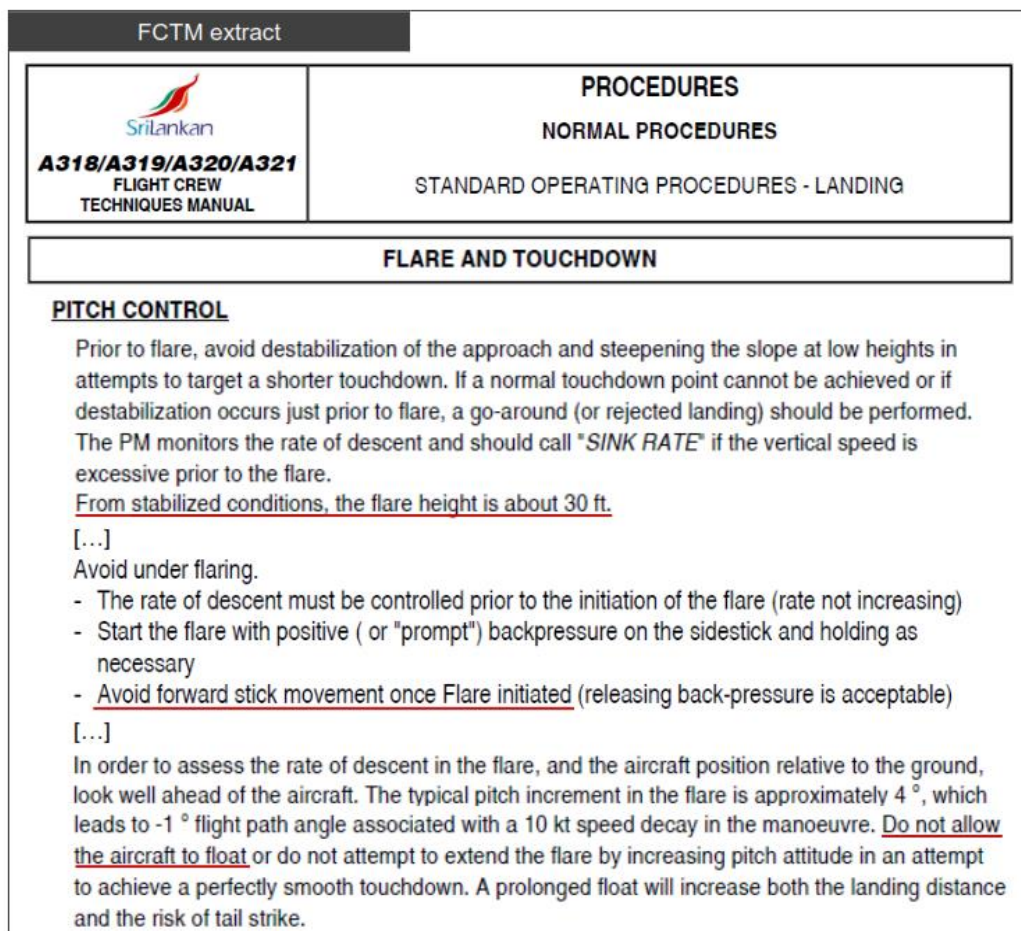 FCTM extract
SriLankan
A318/A319/A320/A321
FLIGHT CREW
TECHNIQUES MANUAL
PROCEDURES
NORMAL PROCEDURES
STANDARD OPERATING PROCEDURES - LANDING
FLARE AND TOUCHDOWN
PITCH CONTROL
Prior to flare, avoid destabilization of the approach and steepening the slope at low heights in
attempts to target a shorter touchdown. If a normal touchdown point cannot be achieved or if
destabilization occurs just prior to flare, a go-around (or rejected landing) should be performed.
The PM monitors the rate of descent and should call "SINK RATE" if the vertical speed is
excessive prior to the flare.
From stabilized conditions, the flare height is about 30 ft.
[…]
Avoid under flaring.
- The rate of descent must be controlled prior to the initiation of the flare (rate not increasing)
- Start the flare with positive ( or "prompt") backpressure on the sidestick and holding as
necessary
- Avoid forward stick movement once Flare initiated (releasing back-pressure is acceptable)
[…]
In order to assess the rate of descent in the flare, and the aircraft position relative to the ground,
look well ahead of the aircraft. The typical pitch increment in the flare is approximately 4 °, which
leads to -1 ° flight path angle associated with a 10 kt speed decay in the manoeuvre. Do not allow
the aircraft to float or do not attempt to extend the flare by increasing pitch attitude in an attempt
to achieve a perfectly smooth touchdown. A prolonged float will increase both the landing distance
and the risk of tail strike.